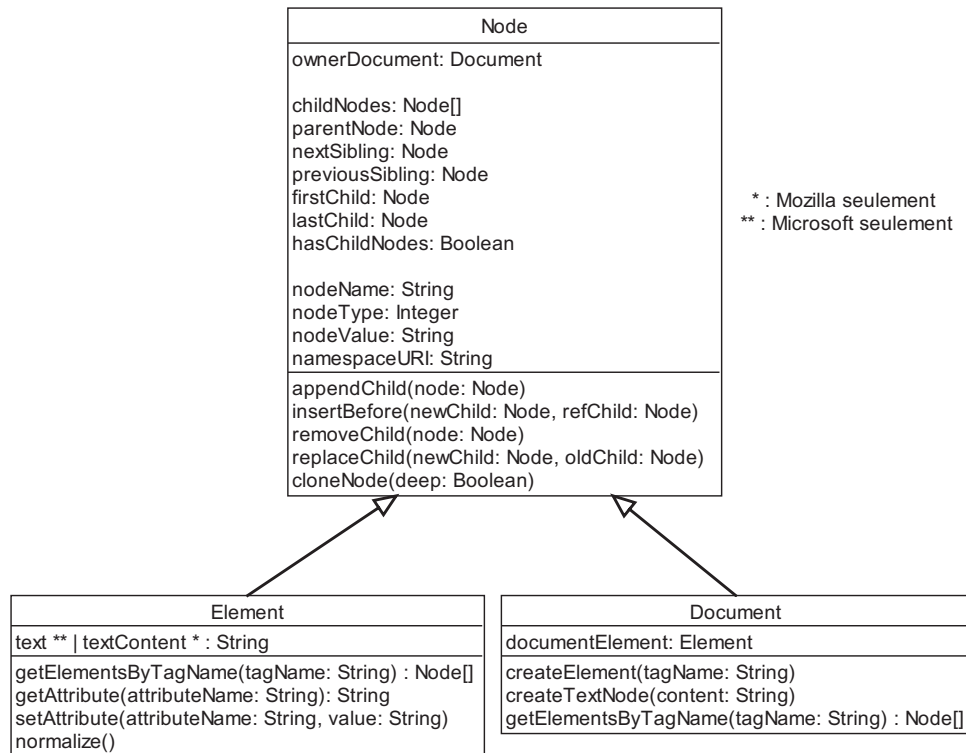 Node
ownerDocument: Document
childNodes: Node[]
parentNode: Node
nextSibling: Node
previousSibling: Node
firstChild: Node
lastChild: Node
hasChildNodes: Boolean
nodeName: String
nodeType: Integer
nodeValue: String
namespaceURI: String
appendChild(node: Node)
insertBefore(newChild: Node, refChild: Node)
removeChild(node: Node)
replaceChild(newChild: Node, oldChild: Node)
cloneNode(deep: Boolean)
* : Mozilla seulement
** : Microsoft seulement
Element
text ** | textContent * : String
getElementsByTagName(tagName: String) : Node[]
getAttribute(attributeName: String): String
setAttribute(attributeName: String, value: String)
normalize()
Document
documentElement: Element
createElement(tagName: String)
createTextNode(content: String)
getElementsByTagName(tagName: String) : Node[]